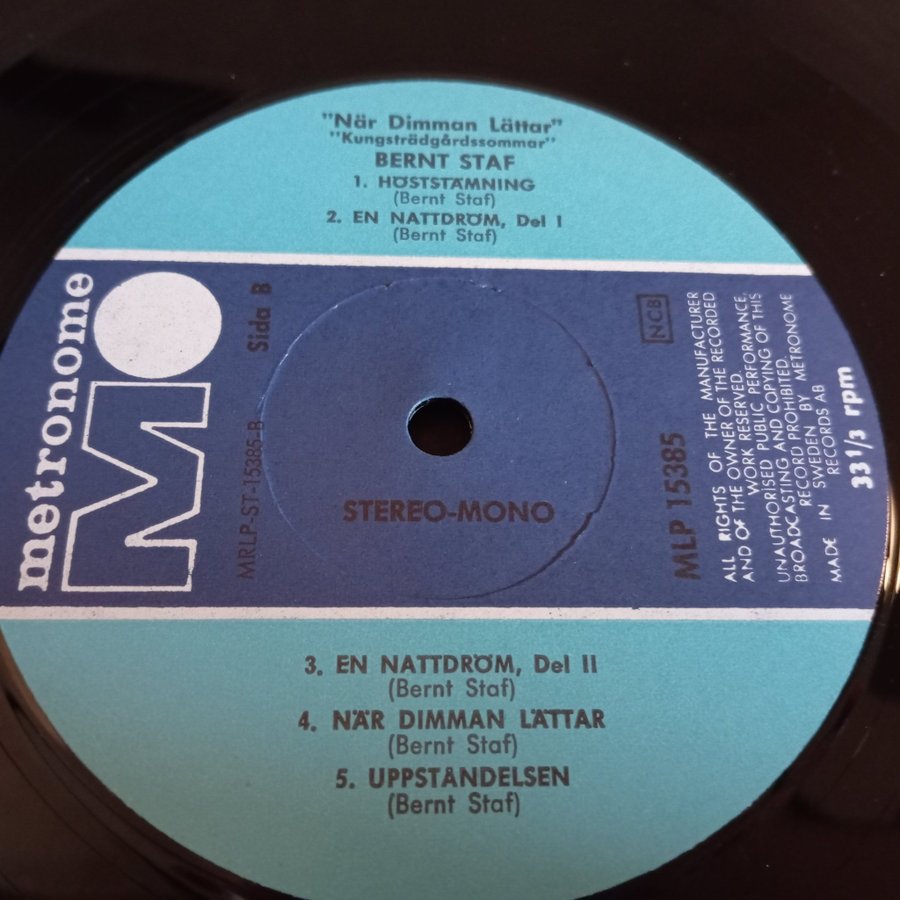 "När Dimman Lättar"
"Kungsträdgårdssommar"
BERNT STAF
1. HÖSTSTÄMNING
(Bernt Staf)
2. EN NATTDRÖM, Del I
(Bernt Staf)
metronome
M
Sida B
MRLP-ST-15385-B
STEREO-MONO
NCB
MLP 15385
ALL RIGHTS OF THE MANUFACTURER
AND OF THE OWNER OF THE RECORDED
WORK RESERVED.
UNAUTHORISED PUBLIC PERFORMANCE,
BROADCASTING AND COPYING OF THIS
RECORD PROHIBITED.
MADE IN SWEDEN BY METRONOME
RECORDS AB
33 1/3 rpm
3. EN NATTDRÖM, Del II
(Bernt Staf)
4. NÄR DIMMAN LÄTTAR
(Bernt Staf)
5. UPPSTANDELSEN
(Bernt Staf)